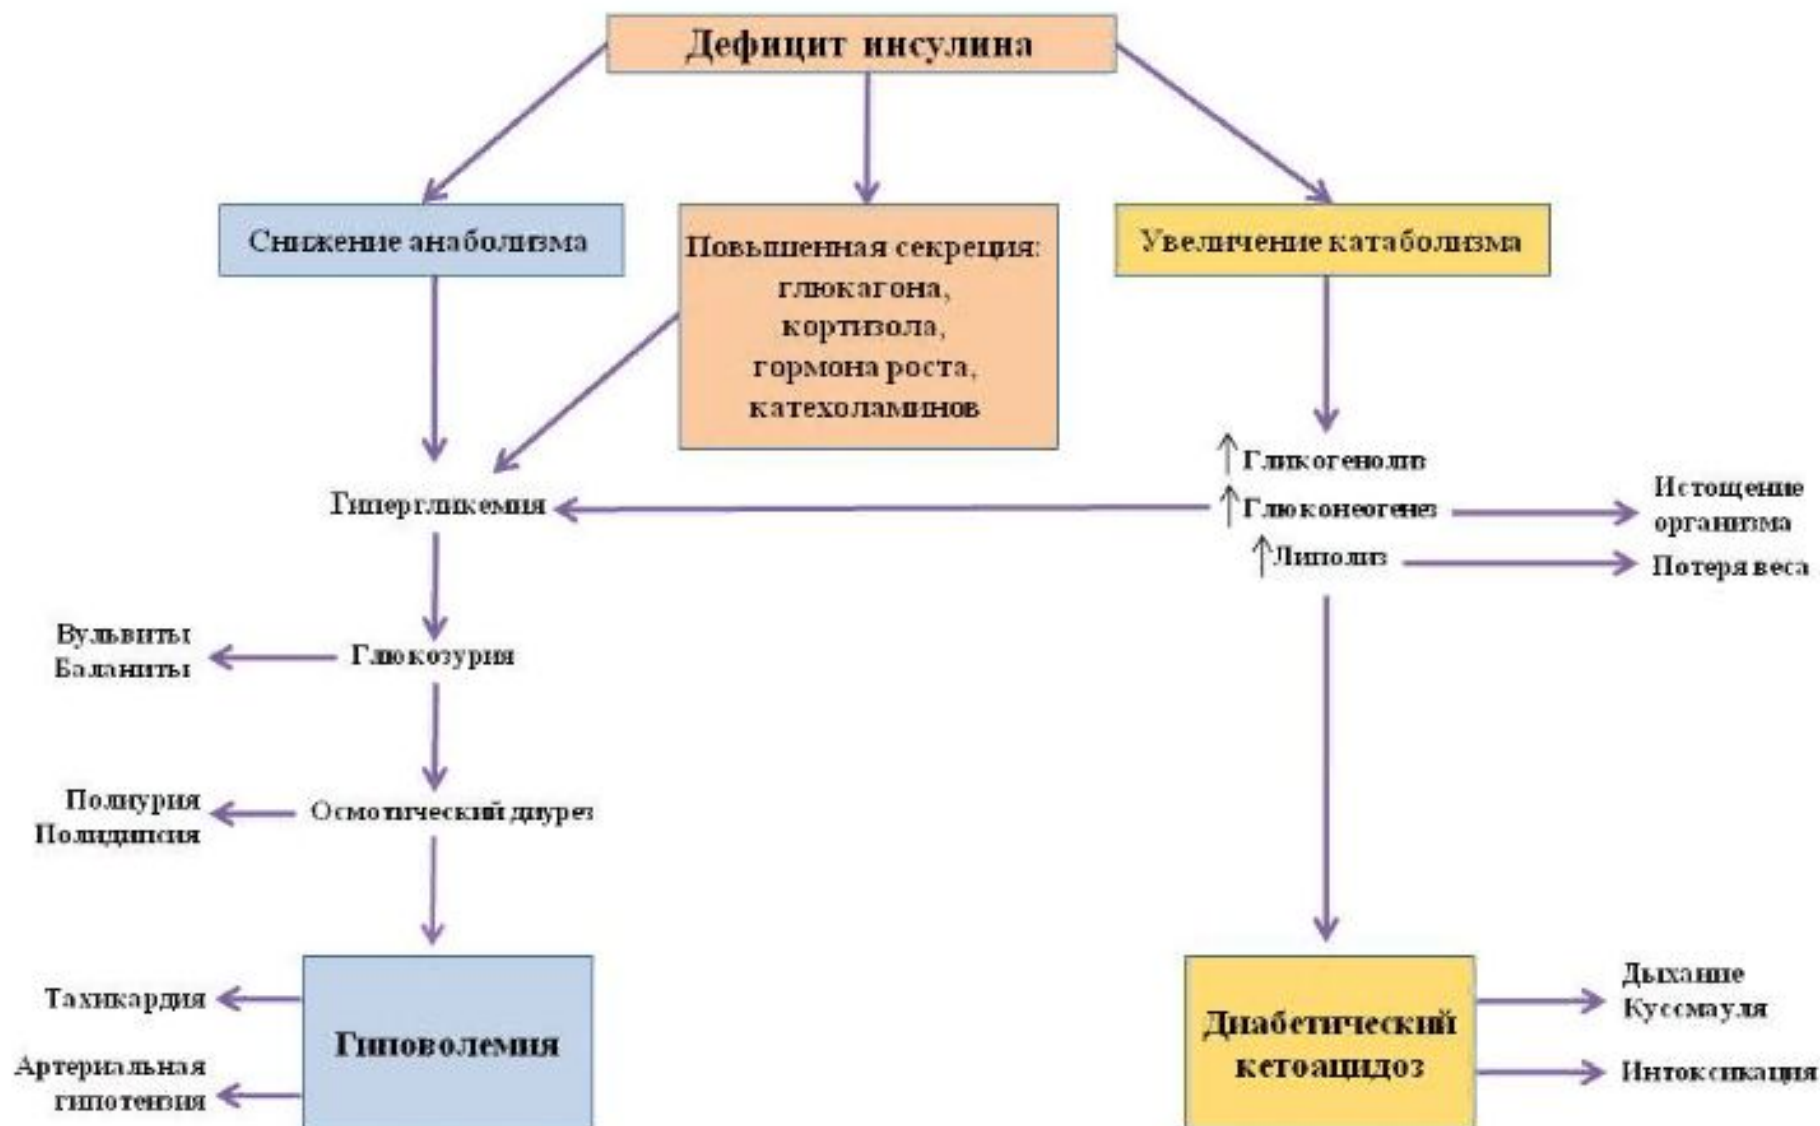 Дефицит инсулина
Снижение анаболизма
Повышенная секреция:
глюкагона,
кортизола,
гормона роста,
катехоламинов
Увеличение катаболизма
↑Гликогенолиз
Гипергликемия
↑Глюконеогенез
Истощение
организма
↑Липолиз
Потеря веса
Вульвиты
Баланиты
Глюкозурия
Полиурия
Полидипсия
Осмотический диурез
Тахикардия
Артериальная
гипотензия
Гиповолемия
Диабетический
кетоацидоз
Дыхание
Куссмауля
Интоксикация